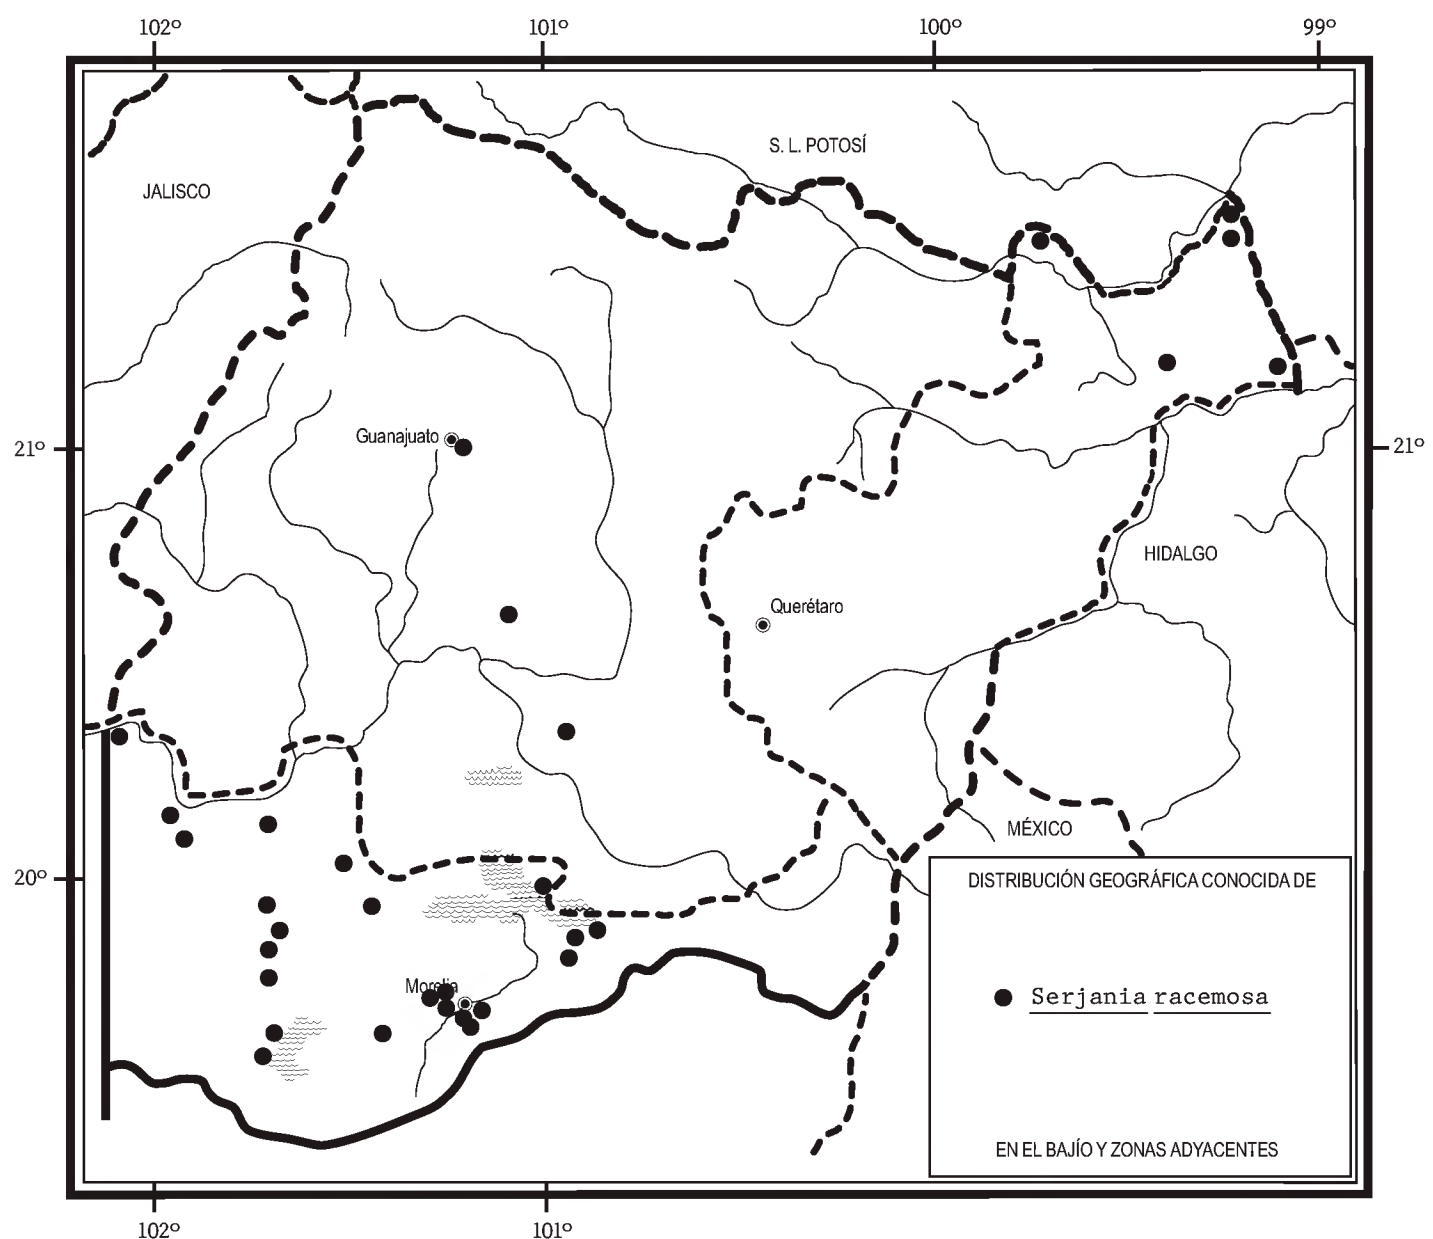 102º 101º 100º 99º
S. L. POTOSÍ
JALISCO
Guanajuato
21º 21º
HIDALGO
Querétaro
MÉXICO
20º
DISTRIBUCIÓN GEOGRÁFICA CONOCIDA DE
Morelia
Serjania racemosa
EN EL BAJÍO Y ZONAS ADYACENTES
102º 101º